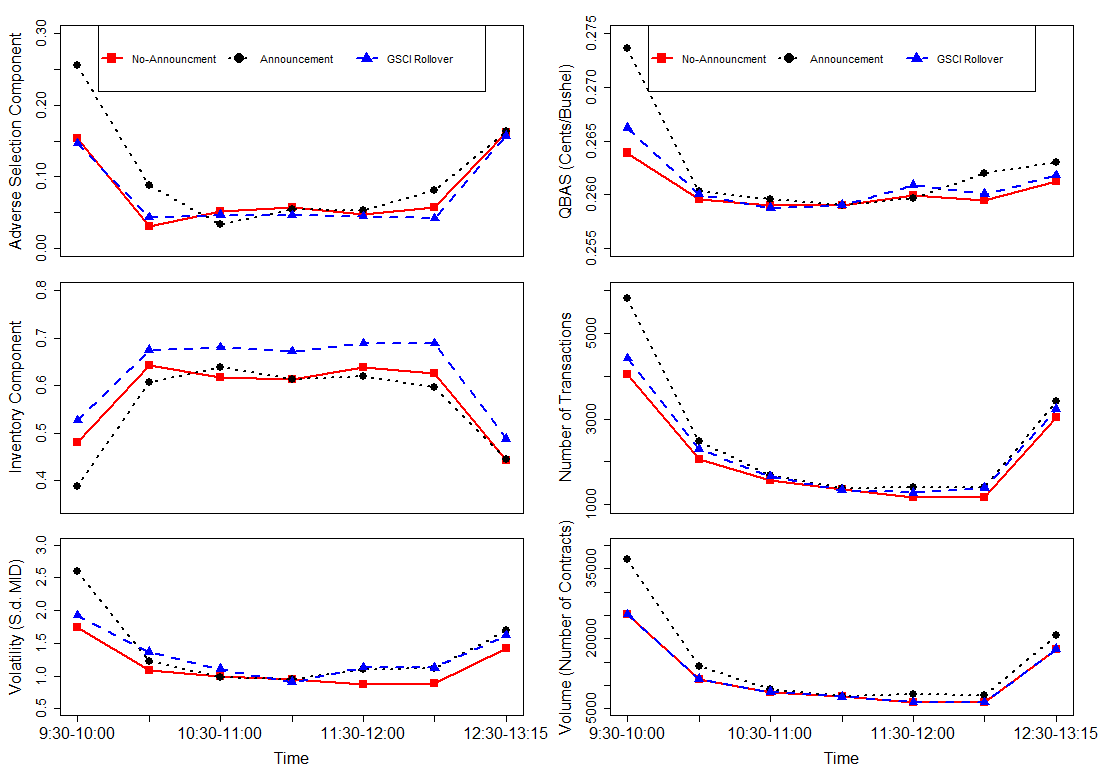 No-Announcment Announcement GSCI Rollover
Adverse Selection Component
0.30
0.20
0.10
0.00
No-Announcment Announcement GSCI Rollover
QBAS (Cents/Bushel)
0.275
0.270
0.265
0.260
0.255
Inventory Component
0.8
0.7
0.6
0.5
0.4
Number of Transactions
5000
3000
1000
Volatility (S.d. MID)
3.0
2.5
2.0
1.5
1.0
0.5
9:30-10:00 10:30-11:00 11:30-12:00 12:30-13:15
Time
Volume (Number of Contracts)
35000
20000
5000
9:30-10:00 10:30-11:00 11:30-12:00 12:30-13:15
Time